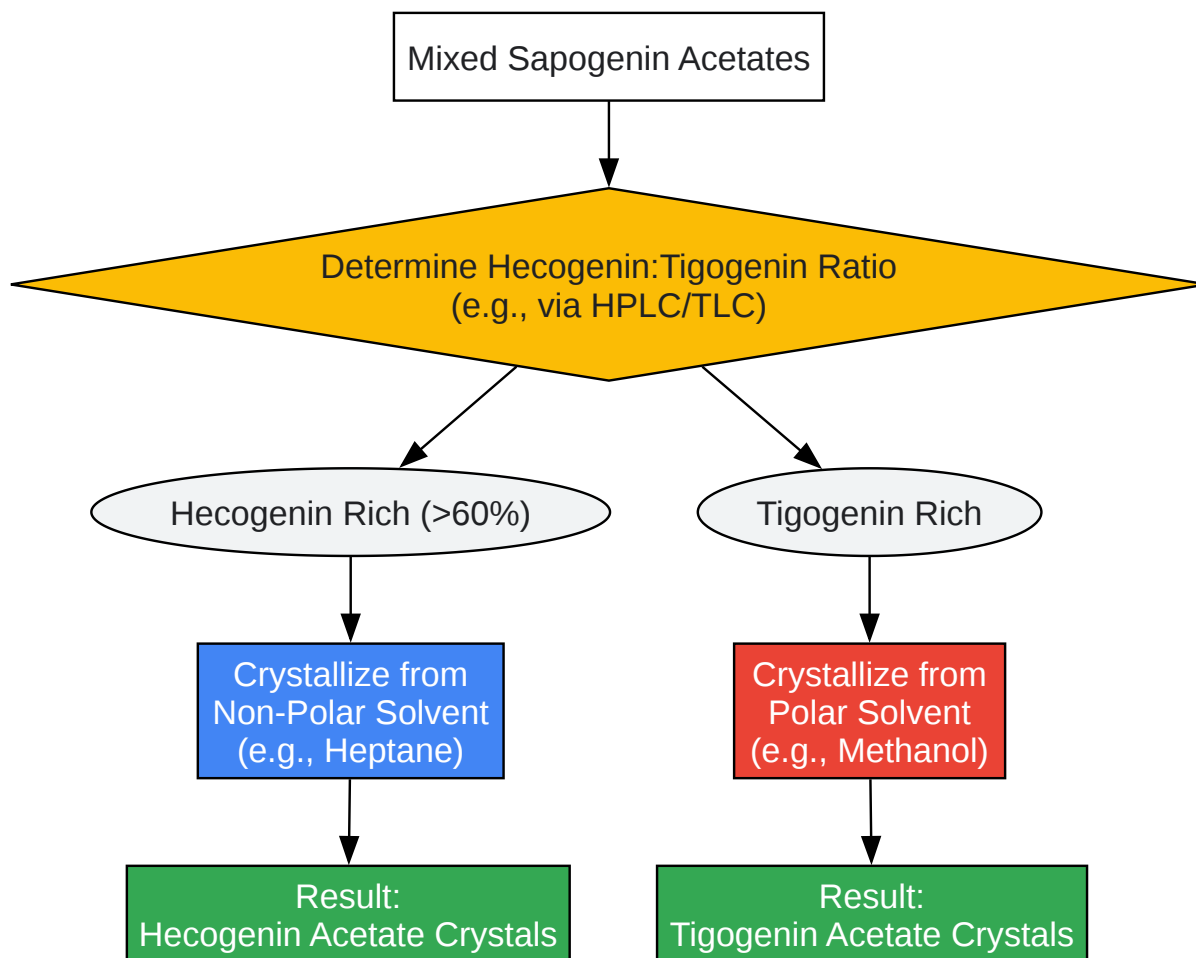 Mixed Sapogenin Acetates
Determine Hecogenin:Tigogenin Ratio
(e.g., via HPLC/TLC)
Hecogenin Rich (>60%)
Tigogenin Rich
Crystallize from
Non-Polar Solvent
(e.g., Heptane)
Crystallize from
Polar Solvent
(e.g., Methanol)
Result:
Hecogenin Acetate Crystals
Result:
Tigogenin Acetate Crystals